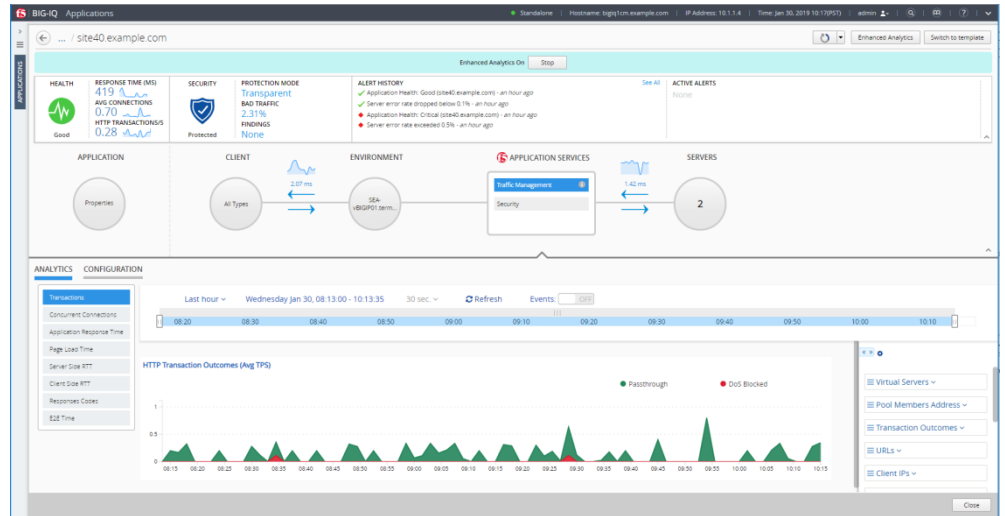 f5 BIG-IQ Applications
Standalone Hostname: bigiq1cm.example.com IP Address: 10.1.1.4 Time: Jan 30, 2019 10:17(PST) admin
... / site40.example.com
Enhanced Analytics Switch to template
APPLICATIONS
Enhanced Analytics On Stop
HEALTH
Good
RESPONSE TIME (MS)
419
AVG CONNECTIONS
0.70
HTTP TRANSACTIONS/S
0.28
SECURITY
Protected
PROTECTION MODE
Transparent
BAD TRAFFIC
2.31%
FINDINGS
None
ALERT HISTORY
See All
Application Health: Good (site40.example.com) - an hour ago
Server error rate dropped below 0.1% - an hour ago
Application Health: Critical (site40.example.com) - an hour ago
Server error rate exceeded 0.5% - an hour ago
ACTIVE ALERTS
None
APPLICATION
Properties
CLIENT
All Types
2.07 ms
ENVIRONMENT
SEA-
vBIGIP01.term...
f5 APPLICATION SERVICES
Traffic Management
Security
1.42 ms
SERVERS
2
ANALYTICS CONFIGURATION
Transactions
Concurrent Connections
Application Response Time
Page Load Time
Server Side RTT
Client Side RTT
Responses Codes
E2E Time
Last hour Wednesday Jan 30, 08:13:00 - 10:13:35 30 sec. Refresh Events: OFF
08:20 08:30 08:40 08:50 09:00 09:10 09:20 09:30 09:40 09:50 10:00 10:10
HTTP Transaction Outcomes (Avg TPS)
Passthrough DoS Blocked
1
0.5
0
08:15 08:20 08:25 08:30 08:35 08:40 08:45 08:50 08:55 09:00 09:05 09:10 09:15 09:20 09:25 09:30 09:35 09:40 09:45 09:50 09:55 10:00 10:05 10:10 10:15
Virtual Servers
Pool Members Address
Transaction Outcomes
URLs
Client IPs
Close